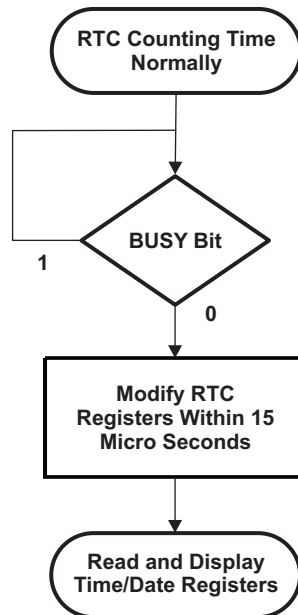 RTC Counting Time
Normally
BUSY Bit
1
0
Modify RTC
Registers Within 15
Micro Seconds
Read and Display
Time/Date Registers